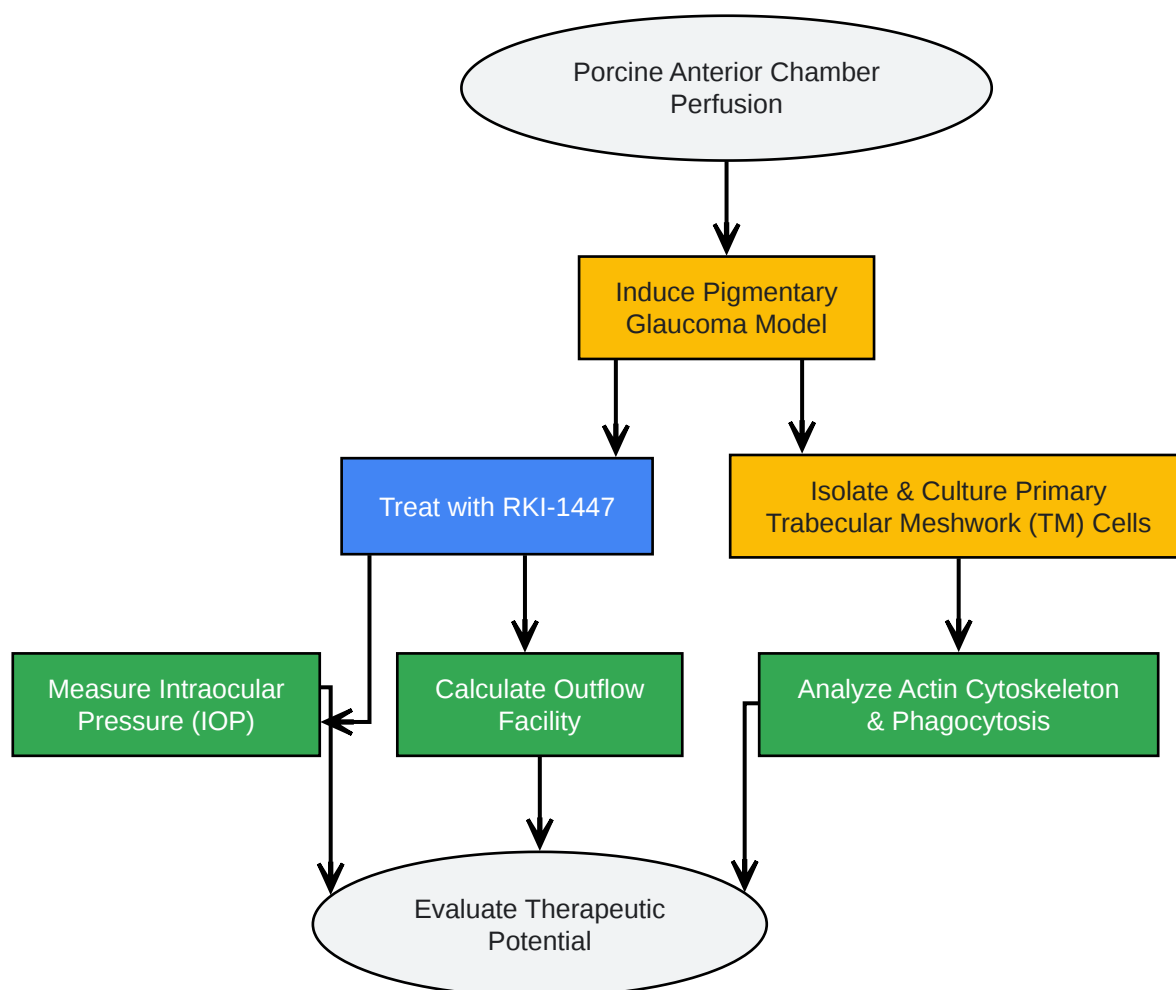 Porcine Anterior Chamber
Perfusion
Induce Pigmentary
Glaucoma Model
Treat with RKI-1447
Isolate & Culture Primary
Trabecular Meshwork (TM) Cells
Measure Intraocular
Pressure (IOP)
Calculate Outflow
Facility
Analyze Actin Cytoskeleton
& Phagocytosis
Evaluate Therapeutic
Potential